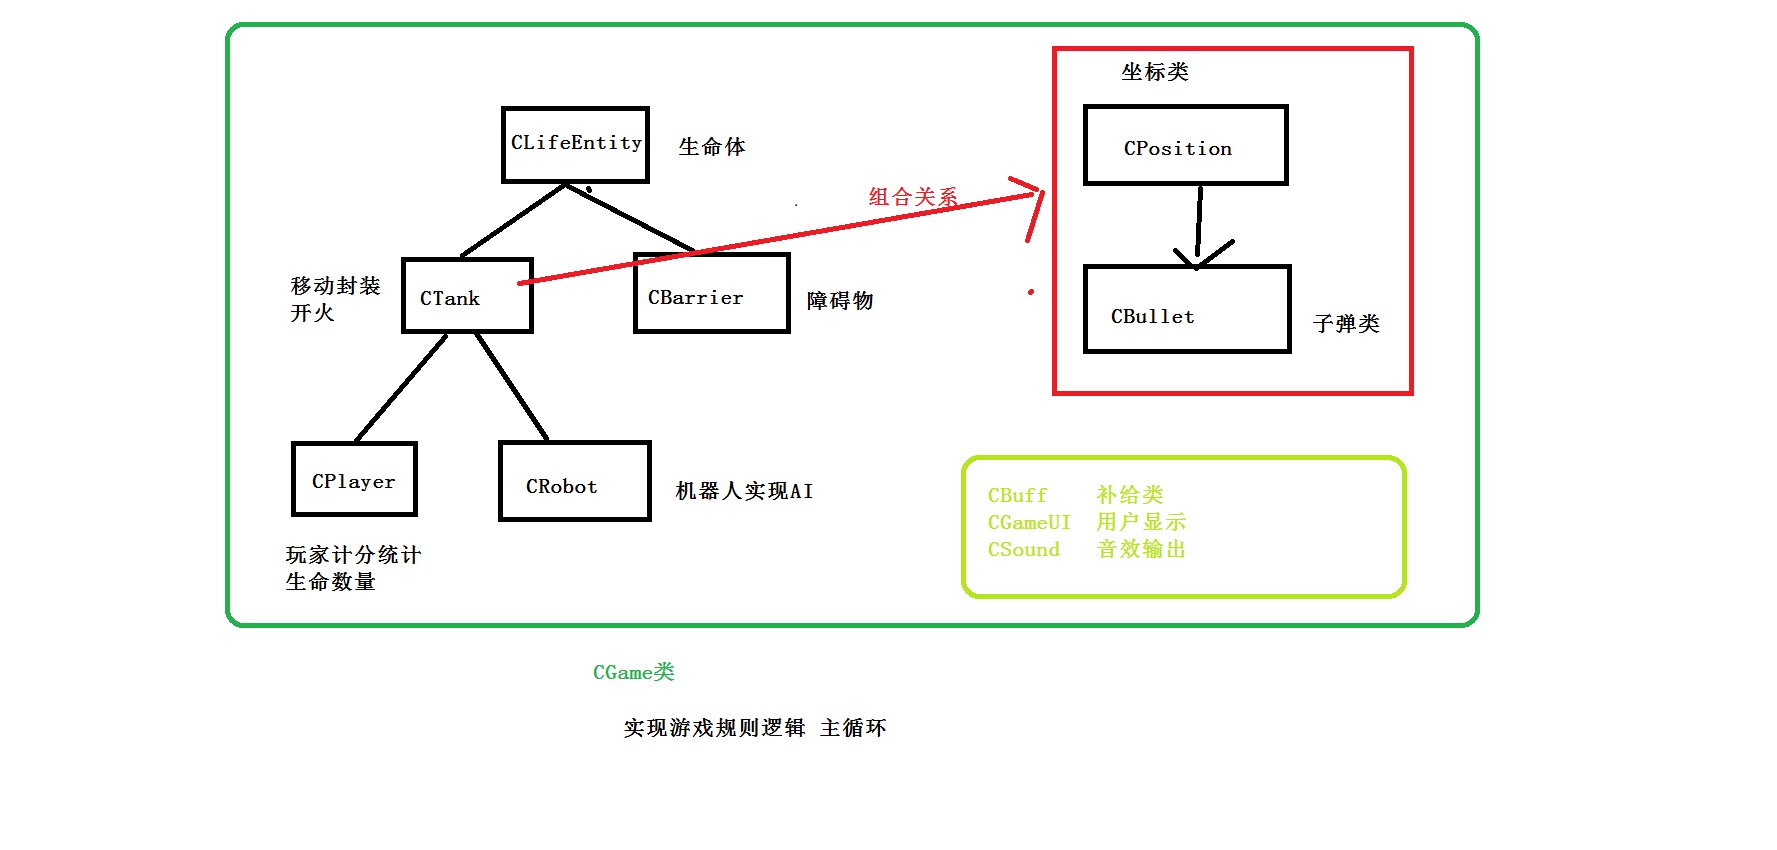 坐标类
CLifeEntity
生命体
CPosition
组合关系
移动封装
开火
CTank
CBarrier
障碍物
CBullet
子弹类
CPlayer
CRobot
机器人实现AI
玩家计分统计
生命数量
CBuff 补给类
CGameUI 用户显示
CSound 音效输出
CGame类
实现游戏规则逻辑 主循环